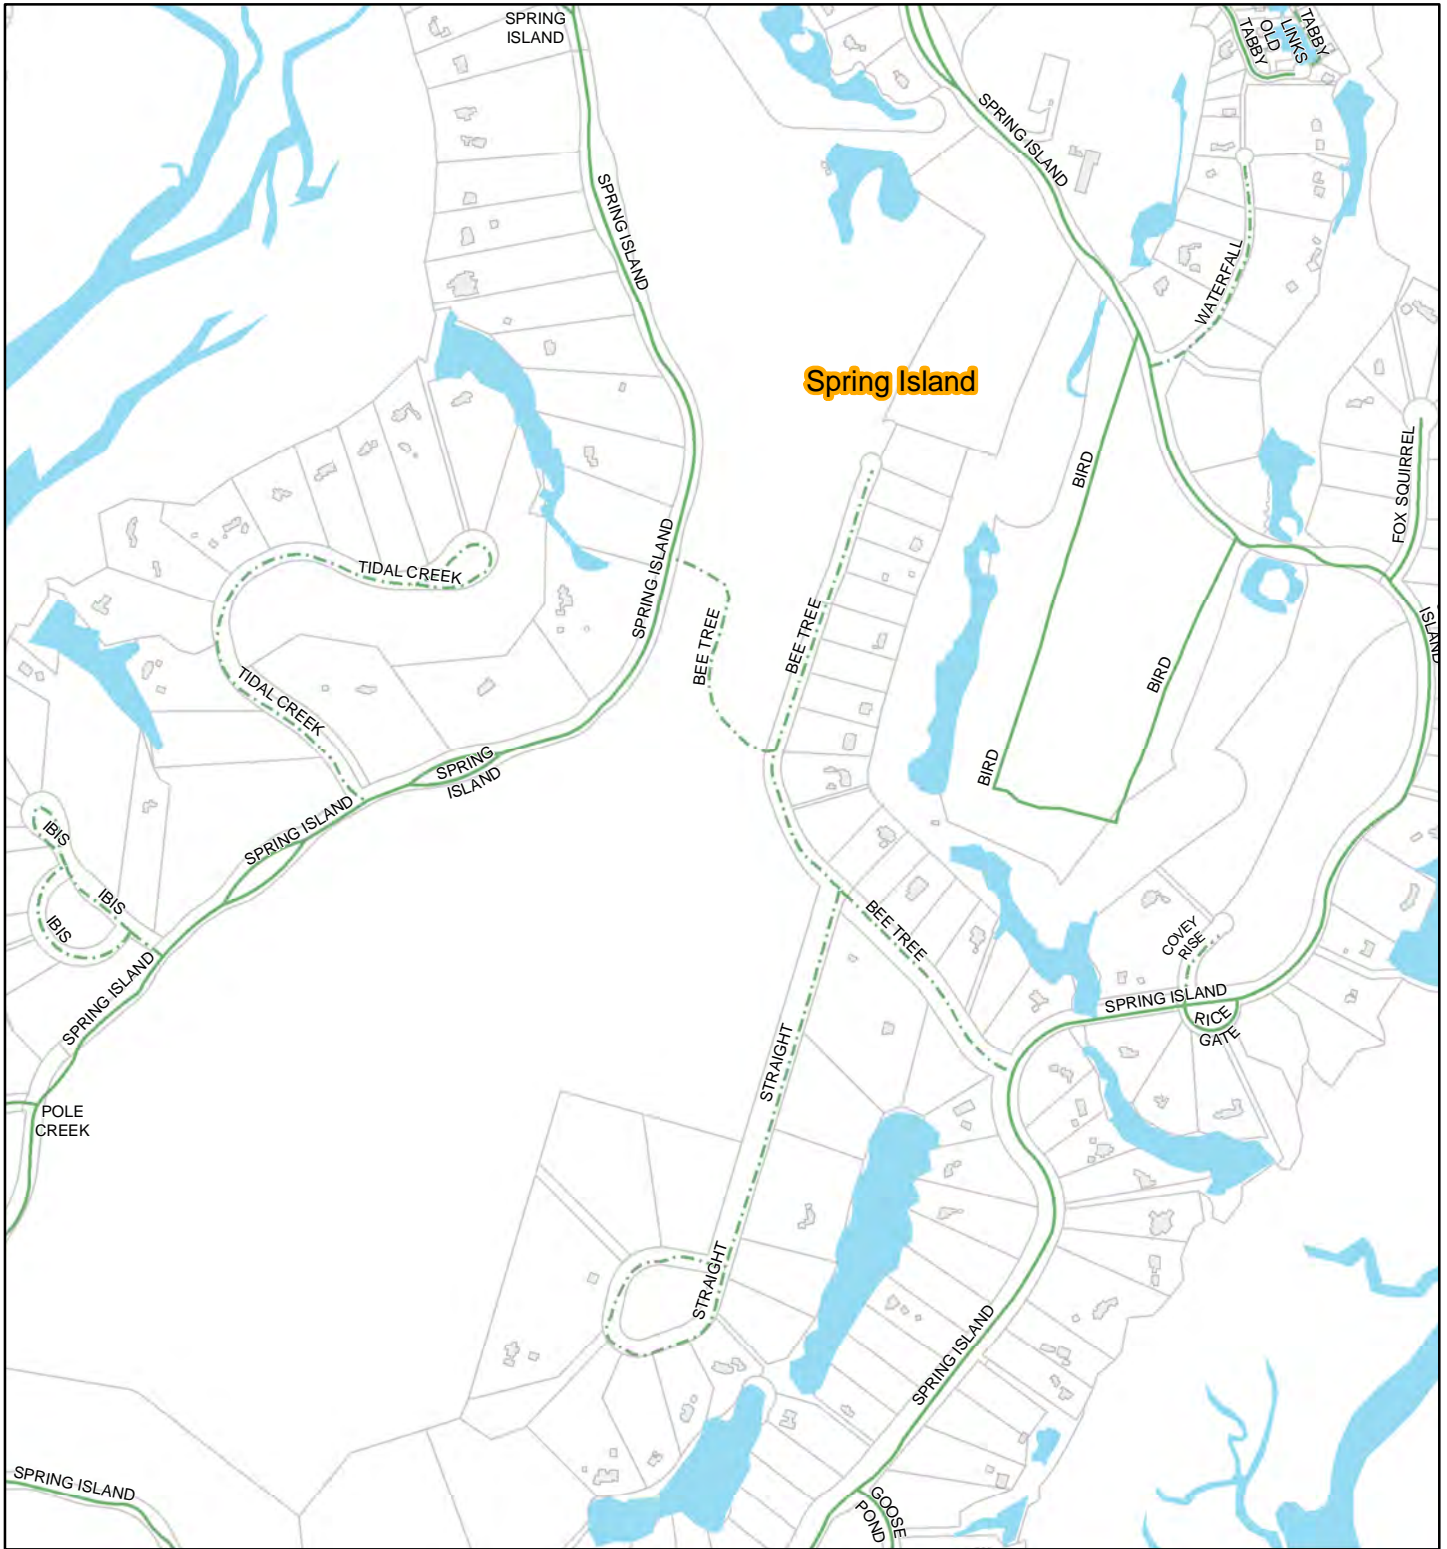 SPRING
ISLAND
TABBY
LINKS
OLD
TABBY
SPRING ISLAND
SPRING ISLAND
WATERFALL
Spring Island
BIRD
FOX SQUIRREL
SPRING ISLAND
TIDAL CREEK
BEE TREE
BEE TREE
ISLAND
BIRD
TIDAL CREEK
SPRING
ISLAND
BIRD
SPRING ISLAND
IBIS
IBIS
IBIS
BEE TREE
COVEY
RISE
SPRING ISLAND
SPRING ISLAND
RICE
GATE
STRAIGHT
POLE
CREEK
STRAIGHT
SPRING ISLAND
SPRING ISLAND
GOOSE
POND